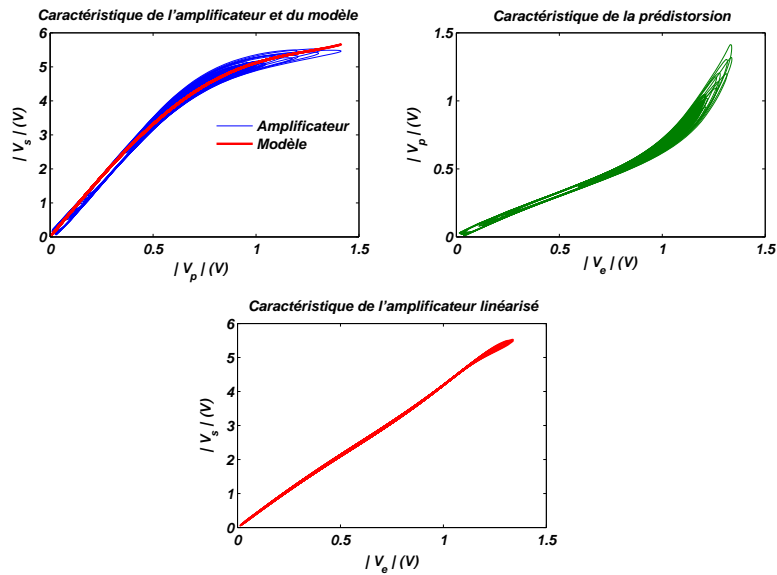 Caractéristique de l'amplificateur et du modèle
6
5
4
3
2
1
0
| V_s | (V)
Amplificateur
Modèle
0
0.5
1
1.5
| V_p | (V)
Caractéristique de la prédistorsion
1.5
1
0.5
0
| V_p | (V)
0
0.5
1
1.5
| V_e | (V)
Caractéristique de l'amplificateur linéarisé
6
5
4
3
2
1
0
| V_s | (V)
0
0.5
1
1.5
| V_e | (V)